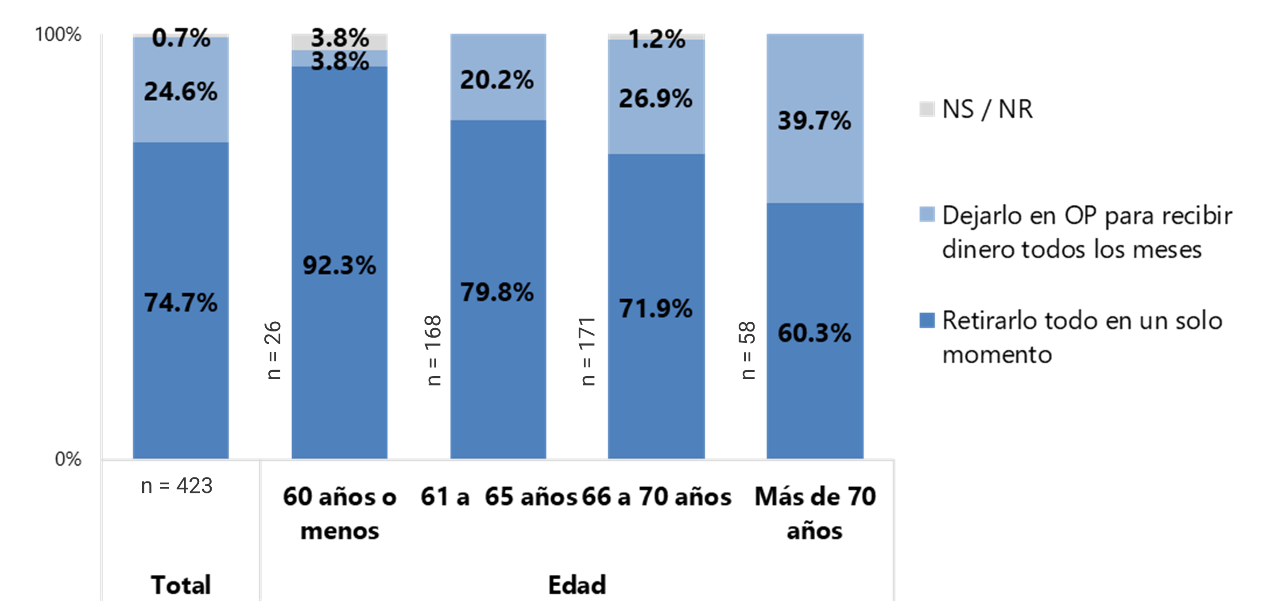 100%
0.7%
3.8%
1.2%
3.8%
24.6%
20.2%
26.9%
39.7%
NS / NR
Dejarlo en OP para recibir
dinero todos los meses
Retirarlo todo en un solo
momento
74.7%
92.3%
79.8%
71.9%
60.3%
n = 26
n = 168
n = 171
n = 58
0%
n = 423
60 años o
menos
61 a  65 años
66 a 70 años
Más de 70
años
Total
Edad